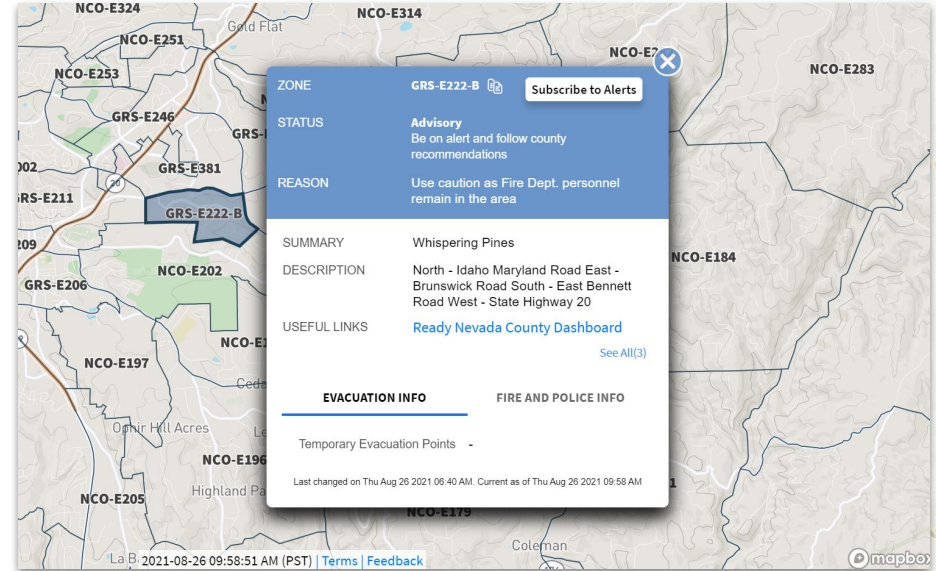 NCO-E324
NCO-E314
Gold Flat
NCO-E251
NCO-E253
NCO-E283
GRS-E246
GRS-E381
20
GRS-E211
GRS-E222-B
NCO-E202
NCO-E184
GRS-E206
NCO-E197
Ophir Hill Acres
NCO-E196
NCO-E205
Highland
NCO-E179
Coleman
ZONE GRS-E222-B Subscribe to Alerts
STATUS Advisory
Be on alert and follow county
recommendations
REASON Use caution as Fire Dept. personnel
remain in the area
SUMMARY Whispering Pines
DESCRIPTION North - Idaho Maryland Road East -
Brunswick Road South - East Bennett
Road West - State Highway 20
USEFUL LINKS Ready Nevada County Dashboard
See All(3)
EVACUATION INFO FIRE AND POLICE INFO
Temporary Evacuation Points -
Last changed on Thu Aug 26 2021 06:40 AM. Current as of Thu Aug 26 2021 09:58 AM
2021-08-26 09:58:51 AM (PST) | Terms | Feedback
mapbox